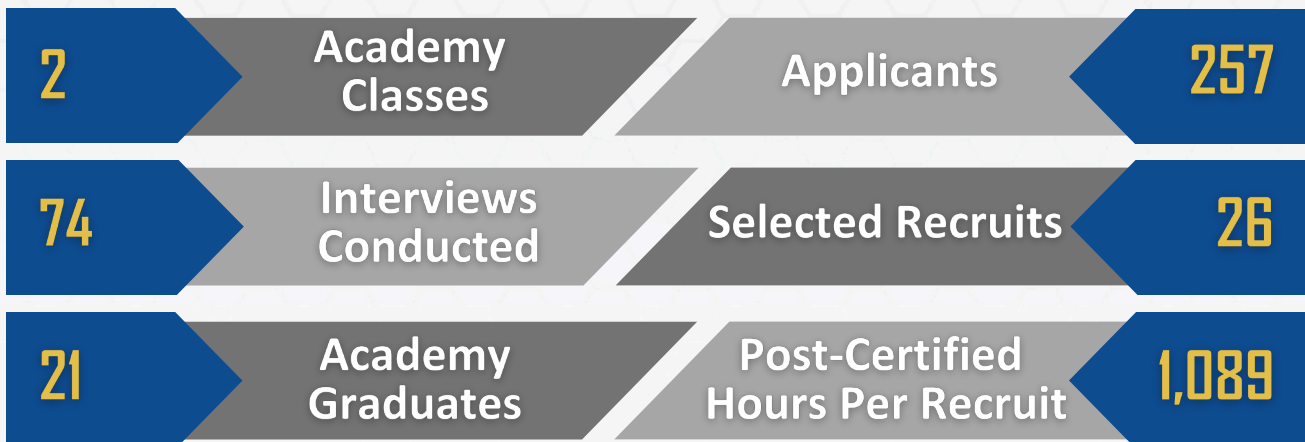 2
Academy
Classes
Applicants
257
74
Interviews
Conducted
Selected Recruits
26
21
Academy
Graduates
Post-Certified
Hours Per Recruit
1,089